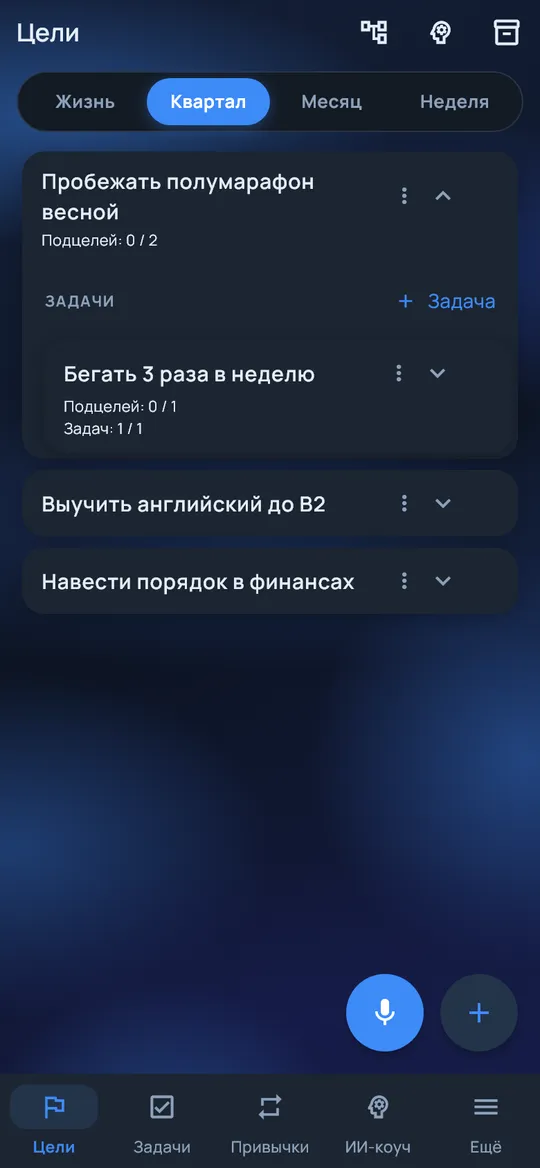 Цели
Жизнь
Квартал
Месяц
Неделя
Пробежать полумарафон
весной
Подцелей: 0 / 2
ЗАДАЧИ
+ Задача
Бегать 3 раза в неделю
Подцелей: 0 / 1
Задач: 1 / 1
Выучить английский до B2
Навести порядок в финансах
Цели
Задачи
Привычки
ИИ-коуч
Ещё